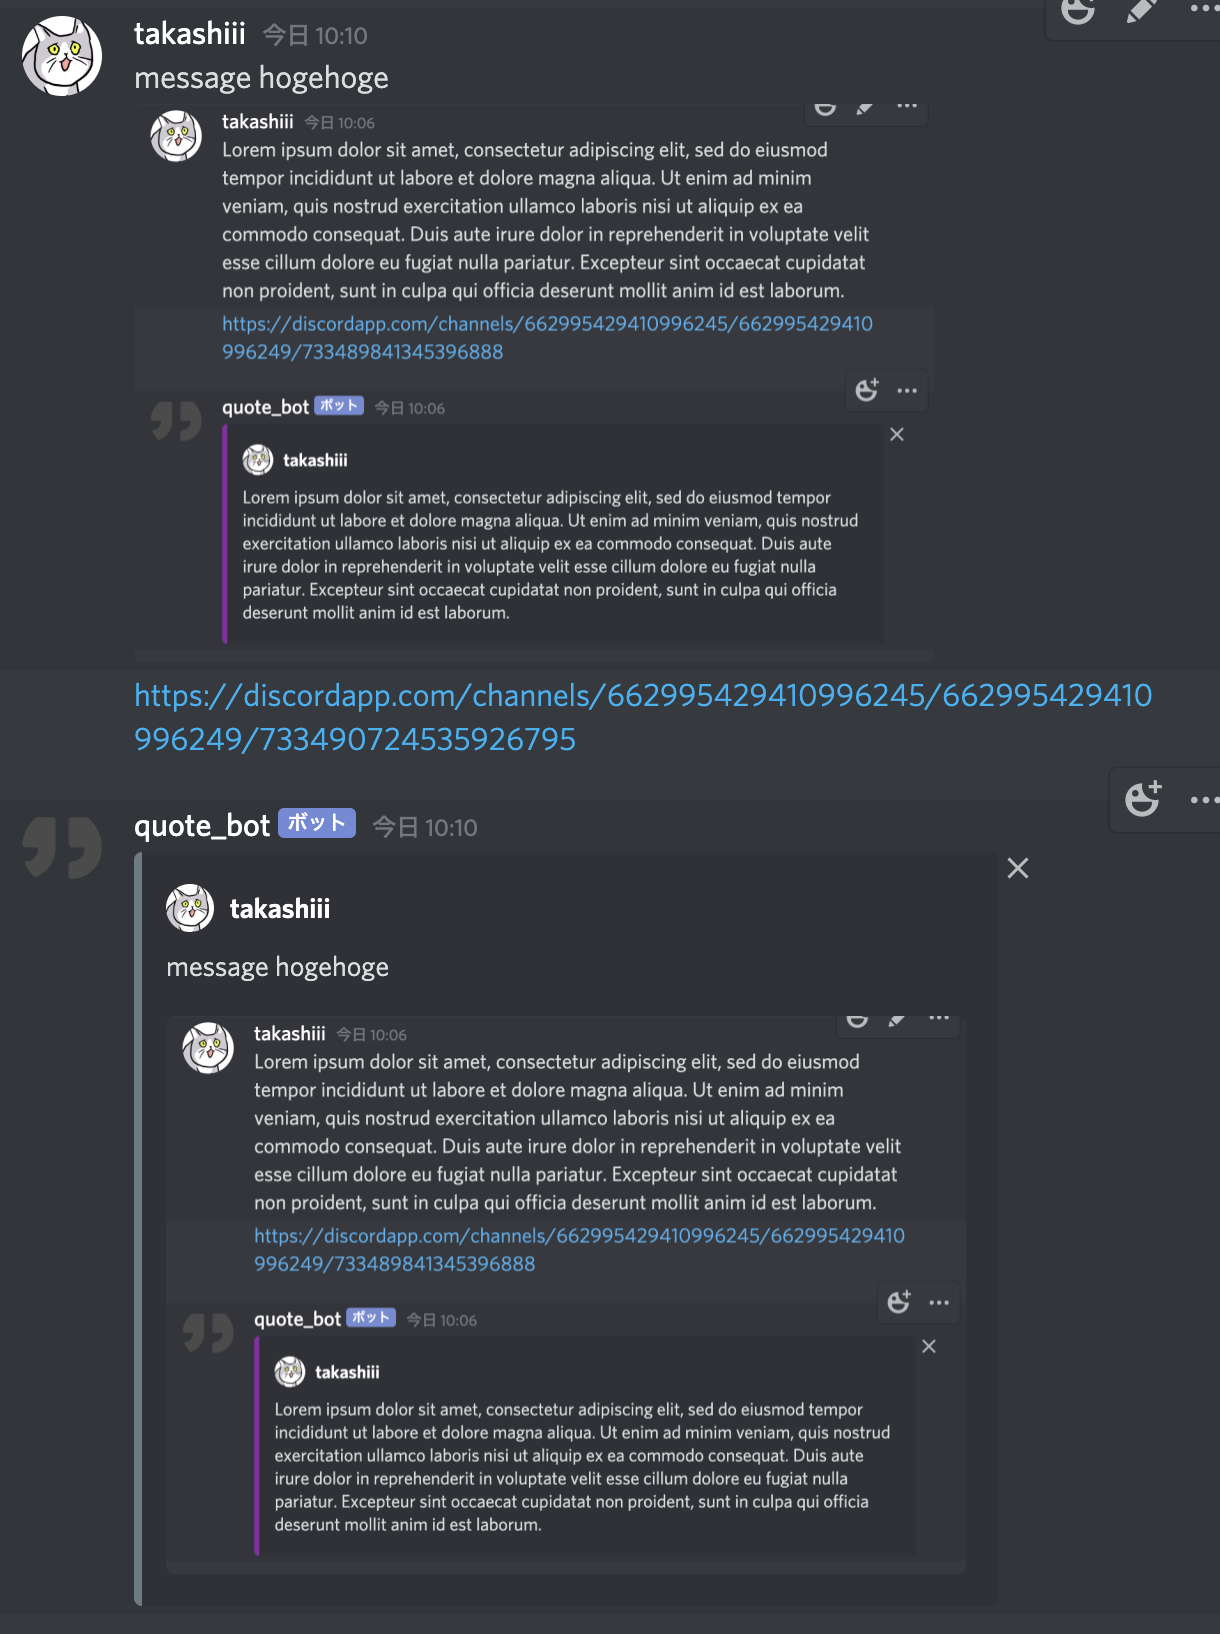 takashiii 今日 10:10
message hogehoge
takashiii 今日 10:06
Lorem ipsum dolor sit amet, consectetur adipiscing elit, sed do eiusmod
tempor incididunt ut labore et dolore magna aliqua. Ut enim ad minim
veniam, quis nostrud exercitation ullamco laboris nisi ut aliquip ex ea
commodo consequat. Duis aute irure dolor in reprehenderit in voluptate velit
esse cillum dolore eu fugiat nulla pariatur. Excepteur sint occaecat cupidatat
non proident, sunt in culpa qui officia deserunt mollit anim id est laborum.
https://discordapp.com/channels/662995429410996245/662995429410
996249/733489841345396888
quote_bot ボット 今日 10:06
takashiii
Lorem ipsum dolor sit amet, consectetur adipiscing elit, sed do eiusmod tempor
incididunt ut labore et dolore magna aliqua. Ut enim ad minim veniam, quis nostrud
exercitation ullamco laboris nisi ut aliquip ex ea commodo consequat. Duis aute
irure dolor in reprehenderit in voluptate velit esse cillum dolore eu fugiat nulla
pariatur. Excepteur sint occaecat cupidatat non proident, sunt in culpa qui officia
deserunt mollit anim id est laborum.
https://discordapp.com/channels/662995429410996245/662995429410
996249/733490724535926795
quote_bot ボット 今日 10:10
takashiii
message hogehoge
takashiii 今日 10:06
Lorem ipsum dolor sit amet, consectetur adipiscing elit, sed do eiusmod
tempor incididunt ut labore et dolore magna aliqua. Ut enim ad minim
veniam, quis nostrud exercitation ullamco laboris nisi ut aliquip ex ea
commodo consequat. Duis aute irure dolor in reprehenderit in voluptate velit
esse cillum dolore eu fugiat nulla pariatur. Excepteur sint occaecat cupidatat
non proident, sunt in culpa qui officia deserunt mollit anim id est laborum.
https://discordapp.com/channels/662995429410996245/662995429410
996249/733489841345396888
quote_bot ボット 今日 10:06
takashiii
Lorem ipsum dolor sit amet, consectetur adipiscing elit, sed do eiusmod tempor
incididunt ut labore et dolore magna aliqua. Ut enim ad minim veniam, quis nostrud
exercitation ullamco laboris nisi ut aliquip ex ea commodo consequat. Duis aute
irure dolor in reprehenderit in voluptate velit esse cillum dolore eu fugiat nulla
pariatur. Excepteur sint occaecat cupidatat non proident, sunt in culpa qui officia
deserunt mollit anim id est laborum.